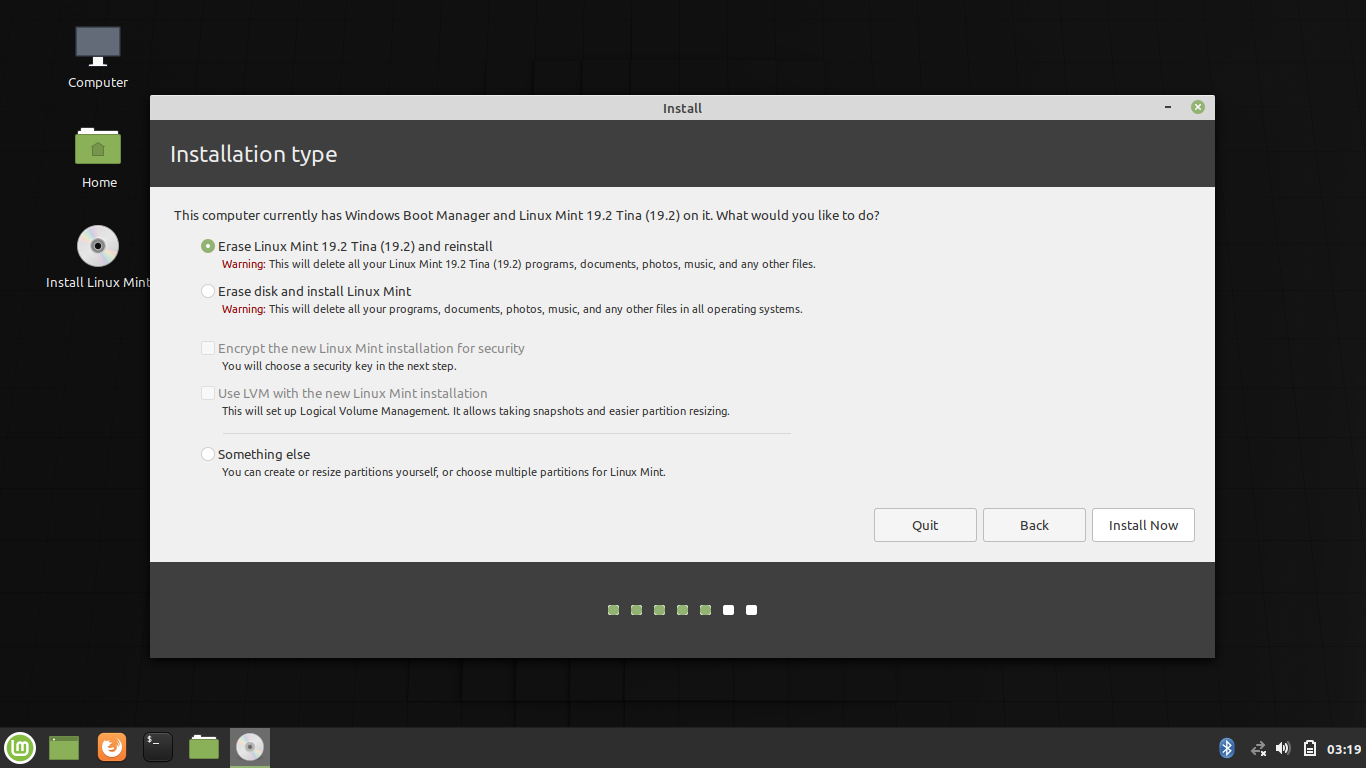 Computer
Home
Install Linux Mint
Install
Installation type
This computer currently has Windows Boot Manager and Linux Mint 19.2 Tina (19.2) on it. What would you like to do?
Erase Linux Mint 19.2 Tina (19.2) and reinstall
Warning: This will delete all your Linux Mint 19.2 Tina (19.2) programs, documents, photos, music, and any other files.
Erase disk and install Linux Mint
Warning: This will delete all your programs, documents, photos, music, and any other files in all operating systems.
Encrypt the new Linux Mint installation for security
You will choose a security key in the next step.
Use LVM with the new Linux Mint installation
This will set up Logical Volume Management. It allows taking snapshots and easier partition resizing.
Something else
You can create or resize partitions yourself, or choose multiple partitions for Linux Mint.
Quit Back Install Now
$_
03:19